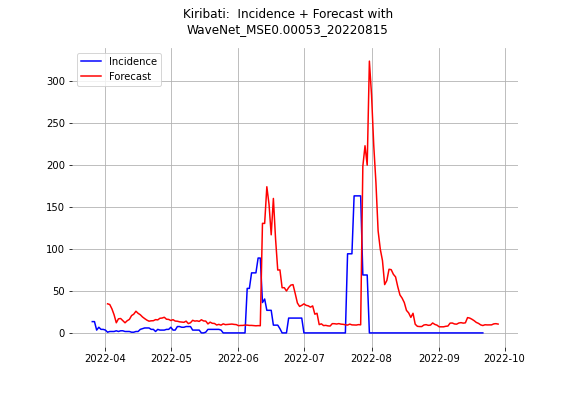 Kiribati:  Incidence + Forecast with
WaveNet_MSE0.00053_20220815
Incidence
Forecast
300
250
200
150
100
50
0
2022-04 2022-05 2022-06 2022-07 2022-08 2022-09 2022-10